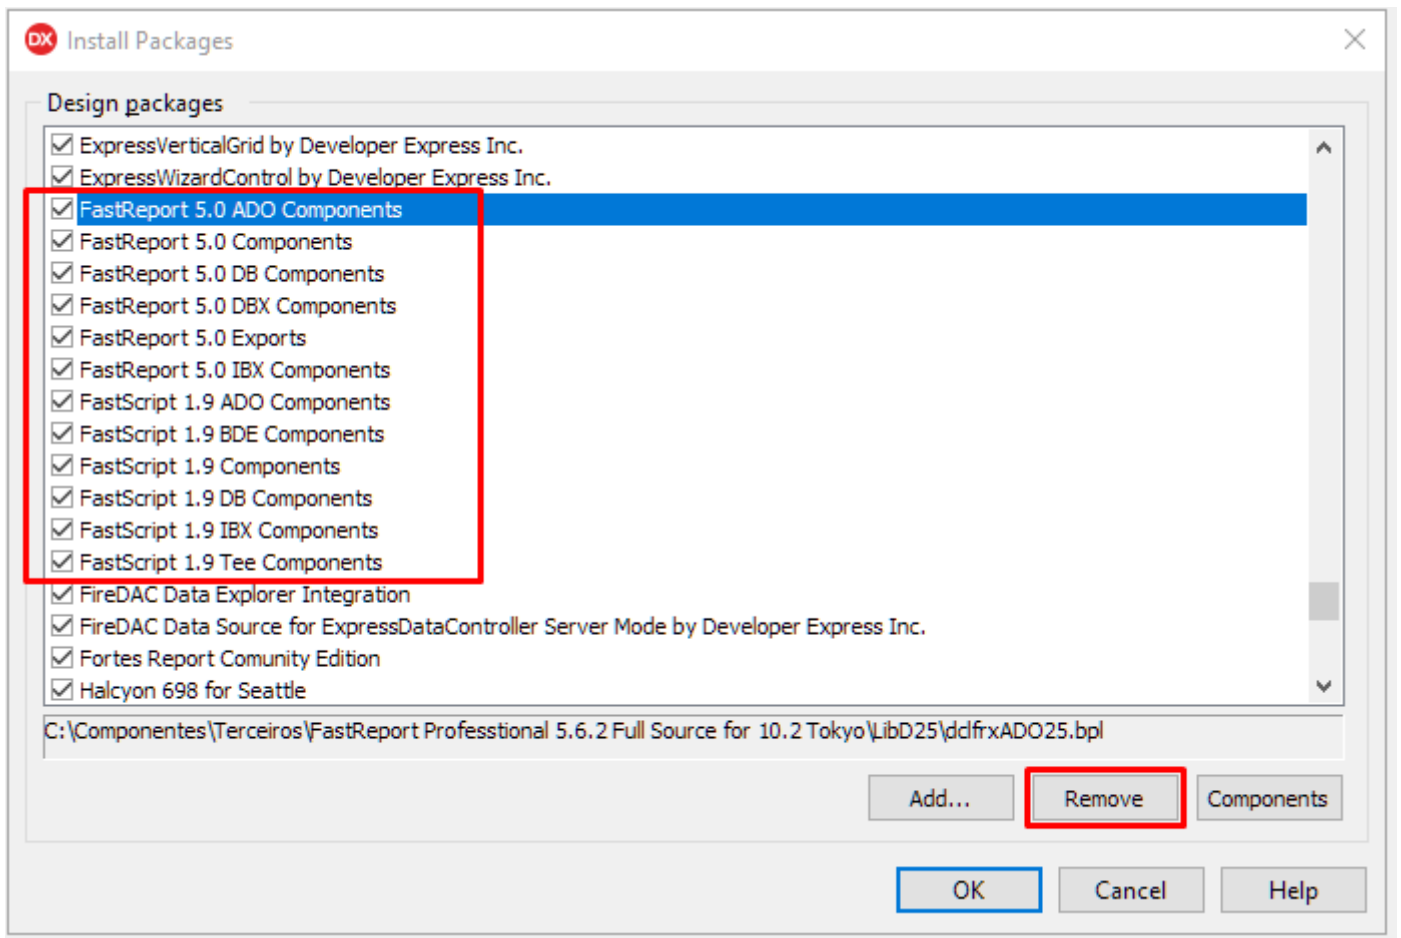 DX Install Packages
Design packages
ExpressVerticalGrid by Developer Express Inc.
ExpressWizardControl by Developer Express Inc.
FastReport 5.0 ADO Components
FastReport 5.0 Components
FastReport 5.0 DB Components
FastReport 5.0 DBX Components
FastReport 5.0 Exports
FastReport 5.0 IBX Components
FastScript 1.9 ADO Components
FastScript 1.9 BDE Components
FastScript 1.9 Components
FastScript 1.9 DB Components
FastScript 1.9 IBX Components
FastScript 1.9 Tee Components
FireDAC Data Explorer Integration
FireDAC Data Source for ExpressDataController Server Mode by Developer Express Inc.
Fortes Report Comunity Edition
Halcyon 698 for Seattle
C:\Componentes\Terceiros\FastReport Professtional 5.6.2 Full Source for 10.2 Tokyo\LibD25\dclfrxADO25.bpl
Add... Remove Components
OK Cancel Help